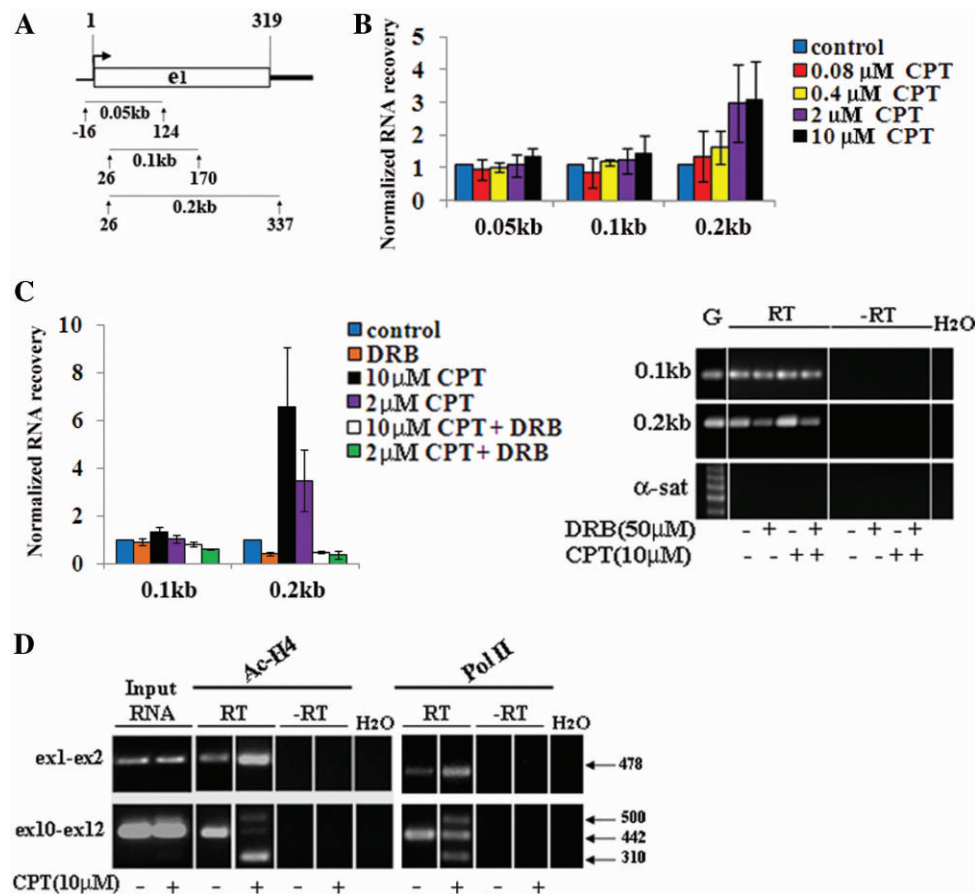 A
1 319
e1
0.05kb
-16 124
0.1kb
26 170
0.2kb
26 337
B
Normalized RNA recovery
5
4
3
2
1
0
0.05kb 0.1kb 0.2kb
control
0.08 μM CPT
0.4 μM CPT
2 μM CPT
10 μM CPT
C
Normalized RNA recovery
10
8
6
4
2
0
0.1kb 0.2kb
control
DRB
10μM CPT
2μM CPT
10μM CPT + DRB
2μM CPT + DRB
G RT -RT H2O
0.1kb
0.2kb
α-sat
DRB(50μM) - + - + - + - +
CPT(10μM) - - + + - - + +
D
Ac-H4 Pol II
Input
RNA RT -RT H2O RT -RT H2O
ex1-ex2 478
ex10-ex12 500
442
310
CPT(10μM) - + - + - + - + - +